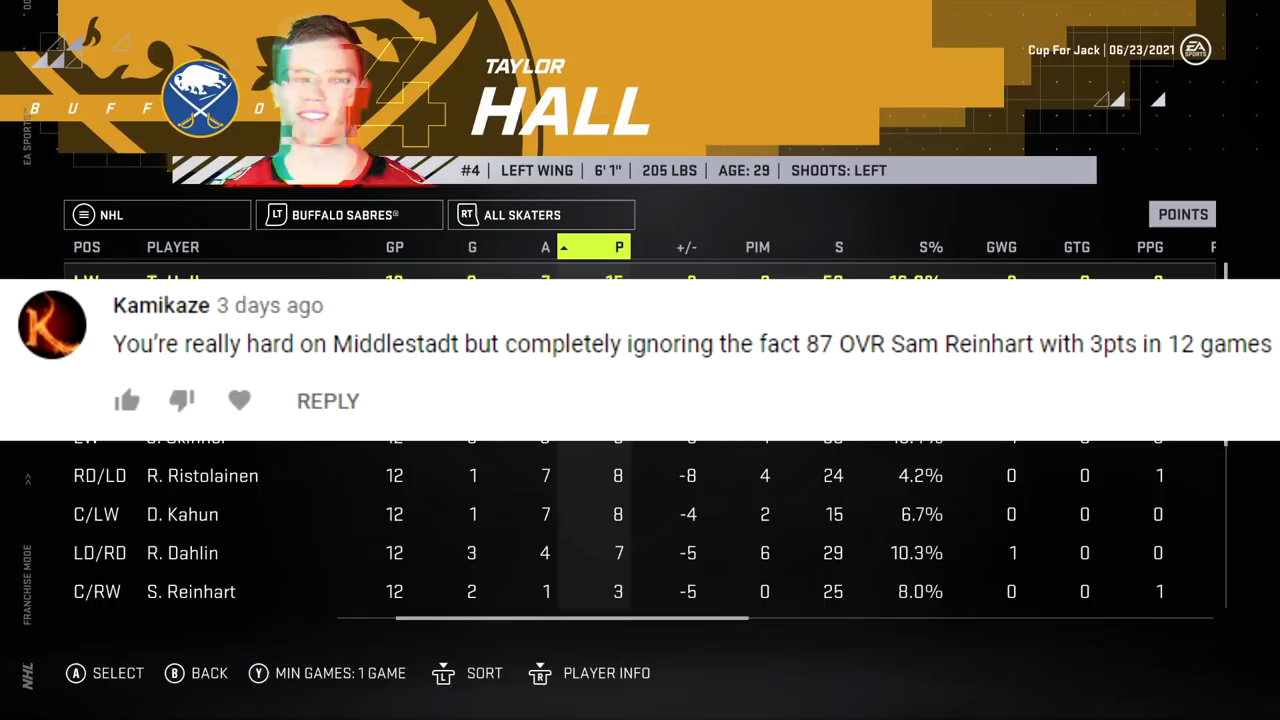 Cup For Jack | 06/23/2021
EA SPORTS
TAYLOR
HALL
4
B U F F O
EA SPORTS™
#4 | LEFT WING | 6' 1" | 205 LBS | AGE: 29 | SHOOTS: LEFT
NHL LT BUFFALO SABRES® RT ALL SKATERS
POINTS
POS PLAYER GP G A P +/- PIM S S% GWG GTG PPG
Kamikaze 3 days ago
You're really hard on Middlestadt but completely ignoring the fact 87 OVR Sam Reinhart with 3pts in 12 games
REPLY
RD/LD R. Ristolainen 12 1 7 8 -8 4 24 4.2% 0 0 1
C/LW D. Kahun 12 1 7 8 -4 2 15 6.7% 0 0 0
LD/RD R. Dahlin 12 3 4 7 -5 6 29 10.3% 1 0 0
C/RW S. Reinhart 12 2 1 3 -5 0 25 8.0% 0 0 1
FRANCHISE MODE
NHL
A SELECT B BACK Y MIN GAMES: 1 GAME L SORT R PLAYER INFO